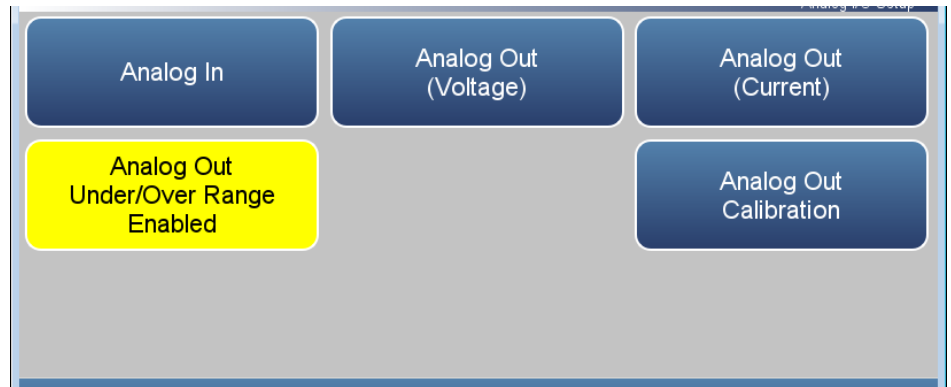 Analog In
Analog Out
(Voltage)
Analog Out
(Current)
Analog Out
Under/Over Range
Enabled
Analog Out
Calibration